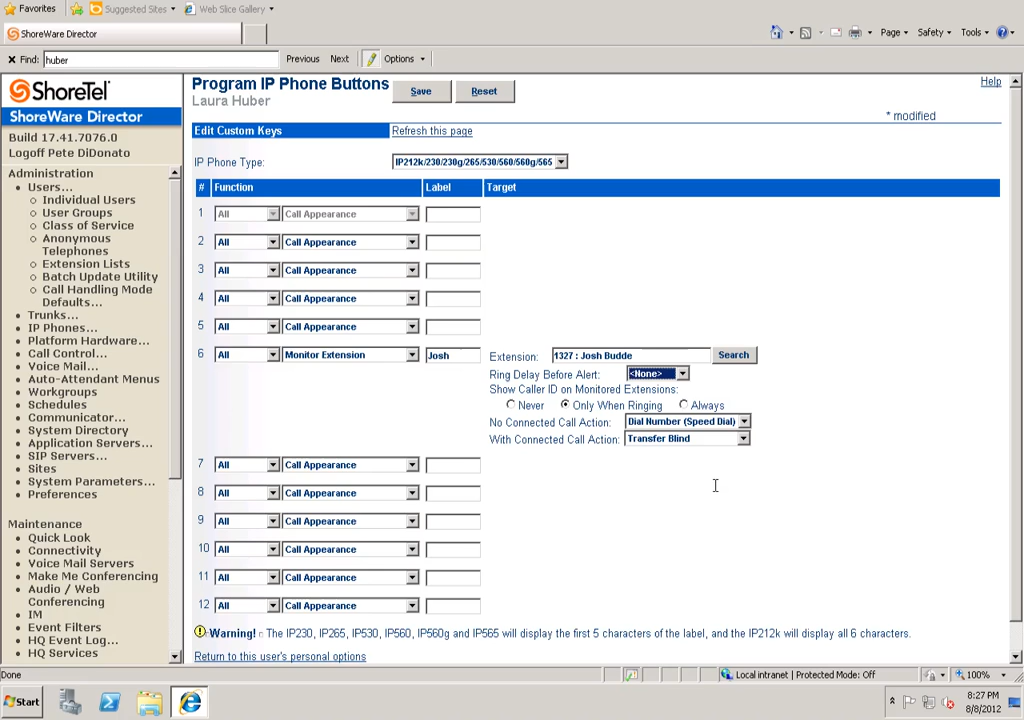 Favorites
Suggested Sites
Web Slice Gallery
ShoreWare Director
Page
Safety
Tools
Find: huber
Previous
Next
Options
ShoreTel
ShoreWare Director
Build 17.41.7076.0
Logoff Pete DiDonato
Administration
Users...
Individual Users
User Groups
Class of Service
Anonymous
Telephones
Extension Lists
Batch Update Utility
Call Handling Mode
Defaults...
Trunks...
IP Phones...
Platform Hardware...
Call Control...
Voice Mail...
Auto-Attendant Menus
Workgroups
Schedules
Communicator...
System Directory
Application Servers...
SIP Servers...
Sites
System Parameters...
Preferences
Maintenance
Quick Look
Connectivity
Voice Mail Servers
Make Me Conferencing
Audio / Web
Conferencing
IM
Event Filters
HQ Event Log...
HQ Services
Program IP Phone Buttons
Save
Reset
Help
Laura Huber
* modified
Edit Custom Keys
Refresh this page
IP Phone Type: IP212k/230/230g/265/530/560/560g/565
# Function Label Target
1 All Call Appearance
2 All Call Appearance
3 All Call Appearance
4 All Call Appearance
5 All Call Appearance
6 All Monitor Extension Josh Extension: 1327 : Josh Budde Search
Ring Delay Before Alert: <None>
Show Caller ID on Monitored Extensions:
Never Only When Ringing Always
No Connected Call Action: Dial Number (Speed Dial)
With Connected Call Action: Transfer Blind
7 All Call Appearance
8 All Call Appearance
9 All Call Appearance
10 All Call Appearance
11 All Call Appearance
12 All Call Appearance
Warning! The IP230, IP265, IP530, IP560, IP560g and IP565 will display the first 5 characters of the label, and the IP212k will display all 6 characters.
Return to this user's personal options
Done
Local intranet | Protected Mode: Off
100%
Start
8:27 PM
8/8/2012